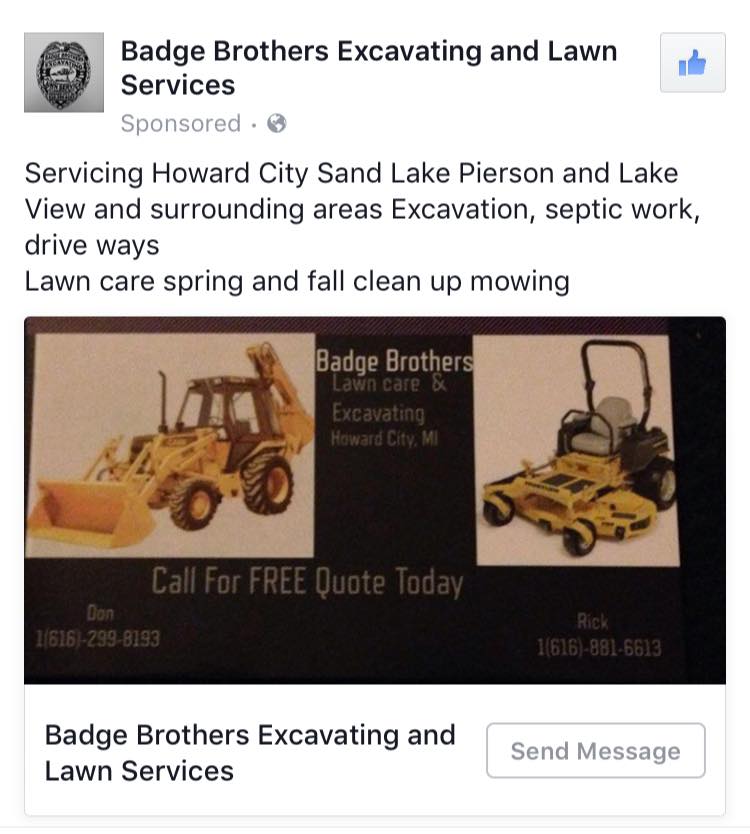 Badge Brothers Excavating and Lawn
Services
Sponsored ·
Servicing Howard City Sand Lake Pierson and Lake
View and surrounding areas Excavation, septic work,
drive ways
Lawn care spring and fall clean up mowing
Badge Brothers
Lawn care &
Excavating
Howard City, MI
Call For FREE Quote Today
Don
1(616)-299-8193
Rick
1(616)-881-6613
Badge Brothers Excavating and
Lawn Services
Send Message